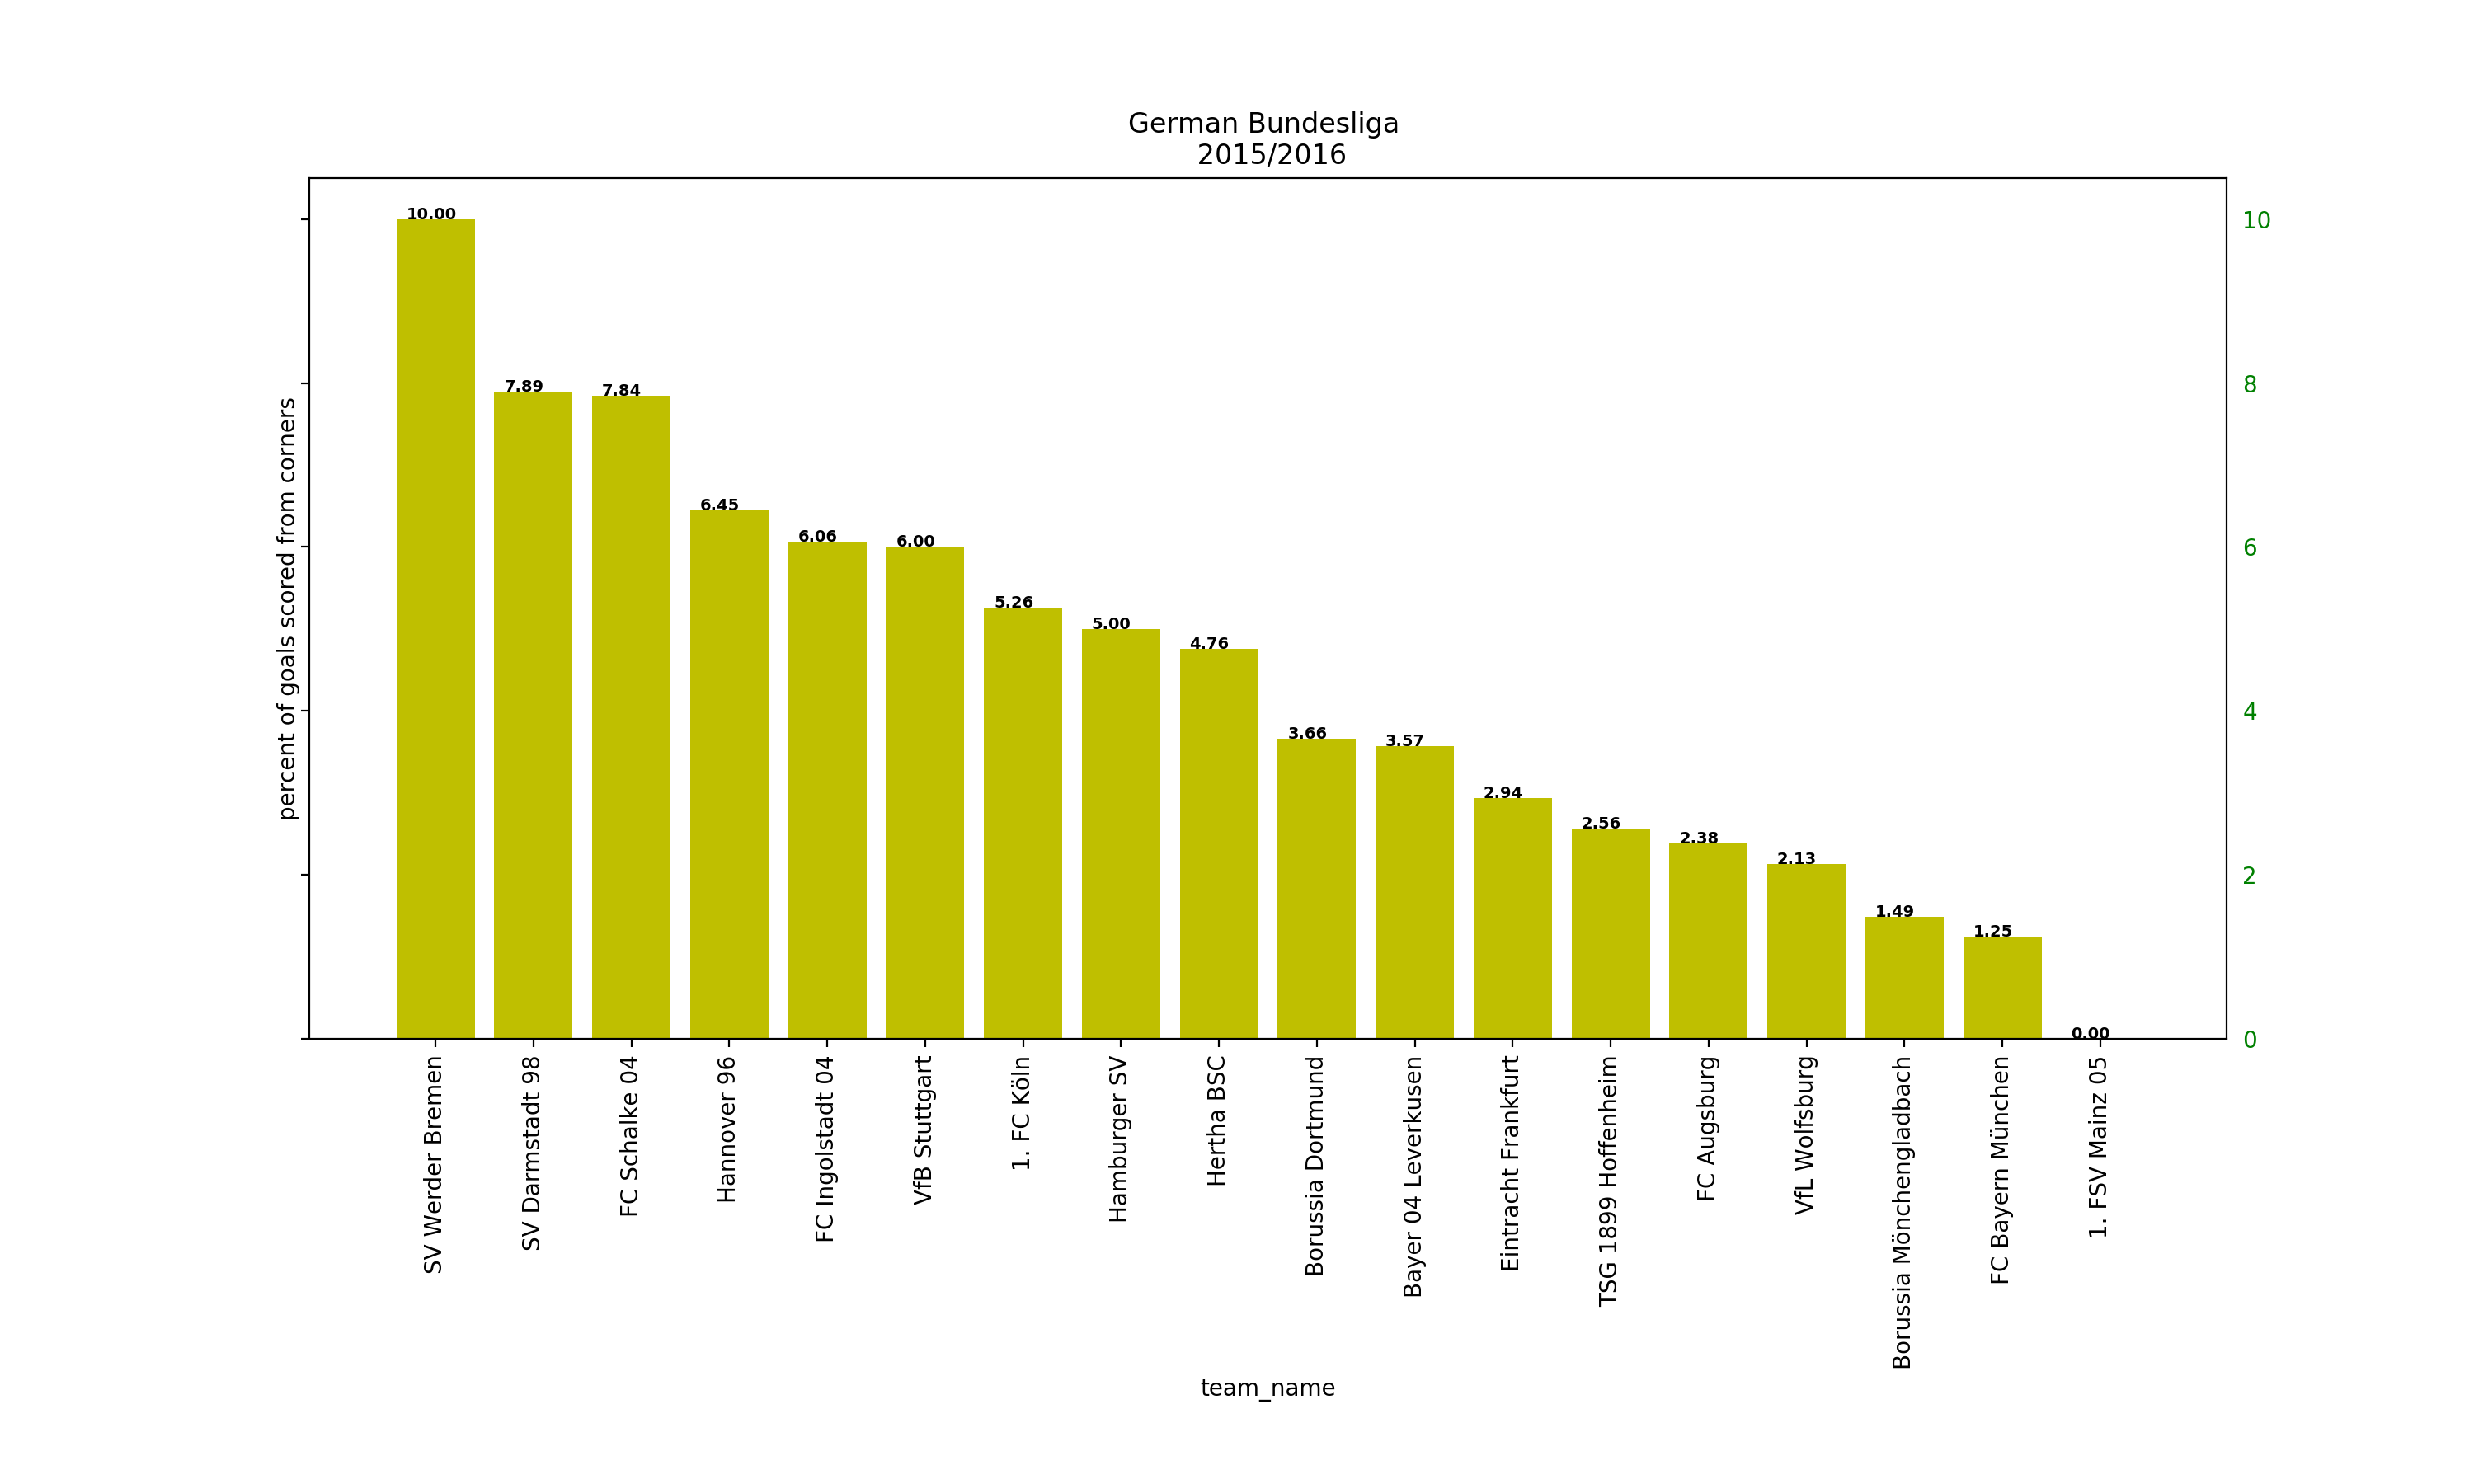 German Bundesliga
2015/2016
percent of goals scored from corners
10.00
7.89
7.84
6.45
6.06
6.00
5.26
5.00
4.76
3.66
3.57
2.94
2.56
2.38
2.13
1.49
1.25
0.00
10
8
6
4
2
0
SV Werder Bremen
SV Darmstadt 98
FC Schalke 04
Hannover 96
FC Ingolstadt 04
VfB Stuttgart
1. FC Köln
Hamburger SV
Hertha BSC
Borussia Dortmund
Bayer 04 Leverkusen
Eintracht Frankfurt
TSG 1899 Hoffenheim
FC Augsburg
VfL Wolfsburg
Borussia Mönchengladbach
FC Bayern München
1. FSV Mainz 05
team_name